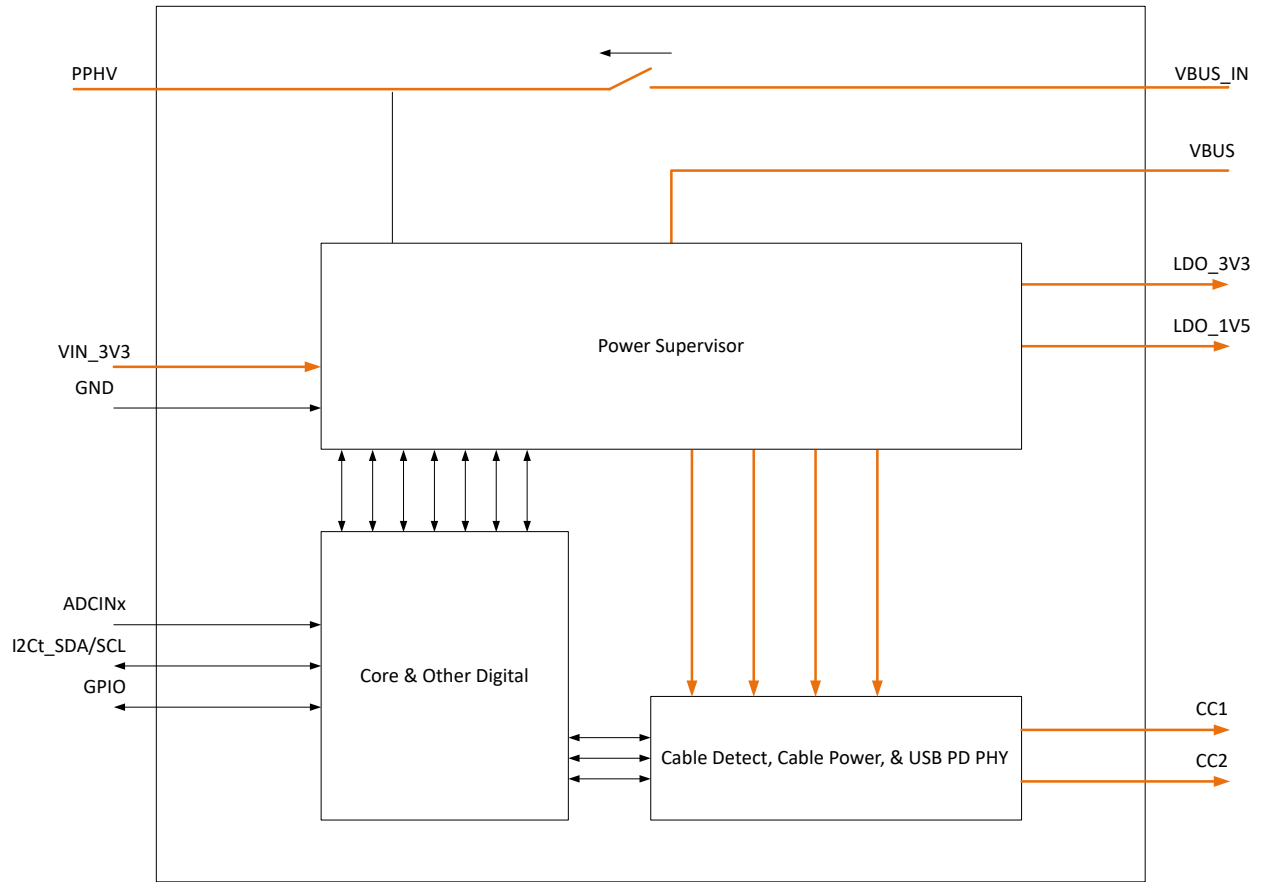 PPHV
VBUS_IN
VBUS
LDO_3V3
LDO_1V5
Power Supervisor
VIN_3V3
GND
ADCINx
I2Ct_SDA/SCL
GPIO
Core & Other Digital
Cable Detect, Cable Power, & USB PD PHY
CC1
CC2